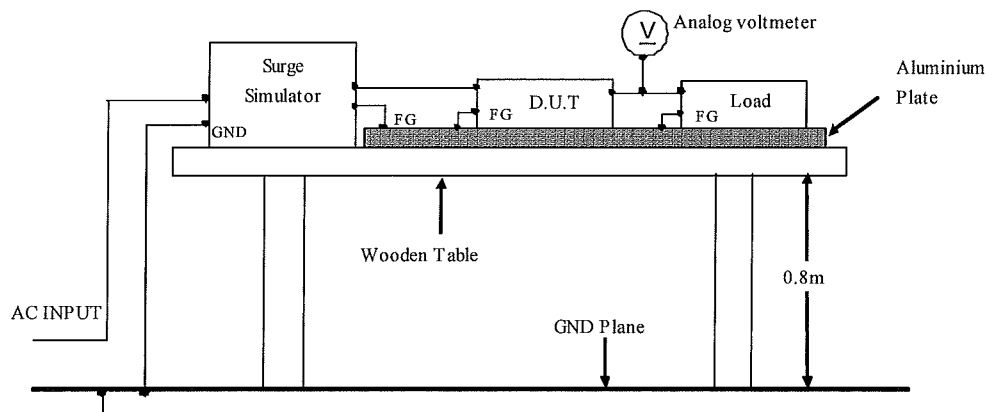 Analog voltmeter
V
Surge
Simulator
D.U.T
Load
Aluminium
Plate
FG
FG
FG
GND
Wooden Table
0.8m
AC INPUT
GND Plane